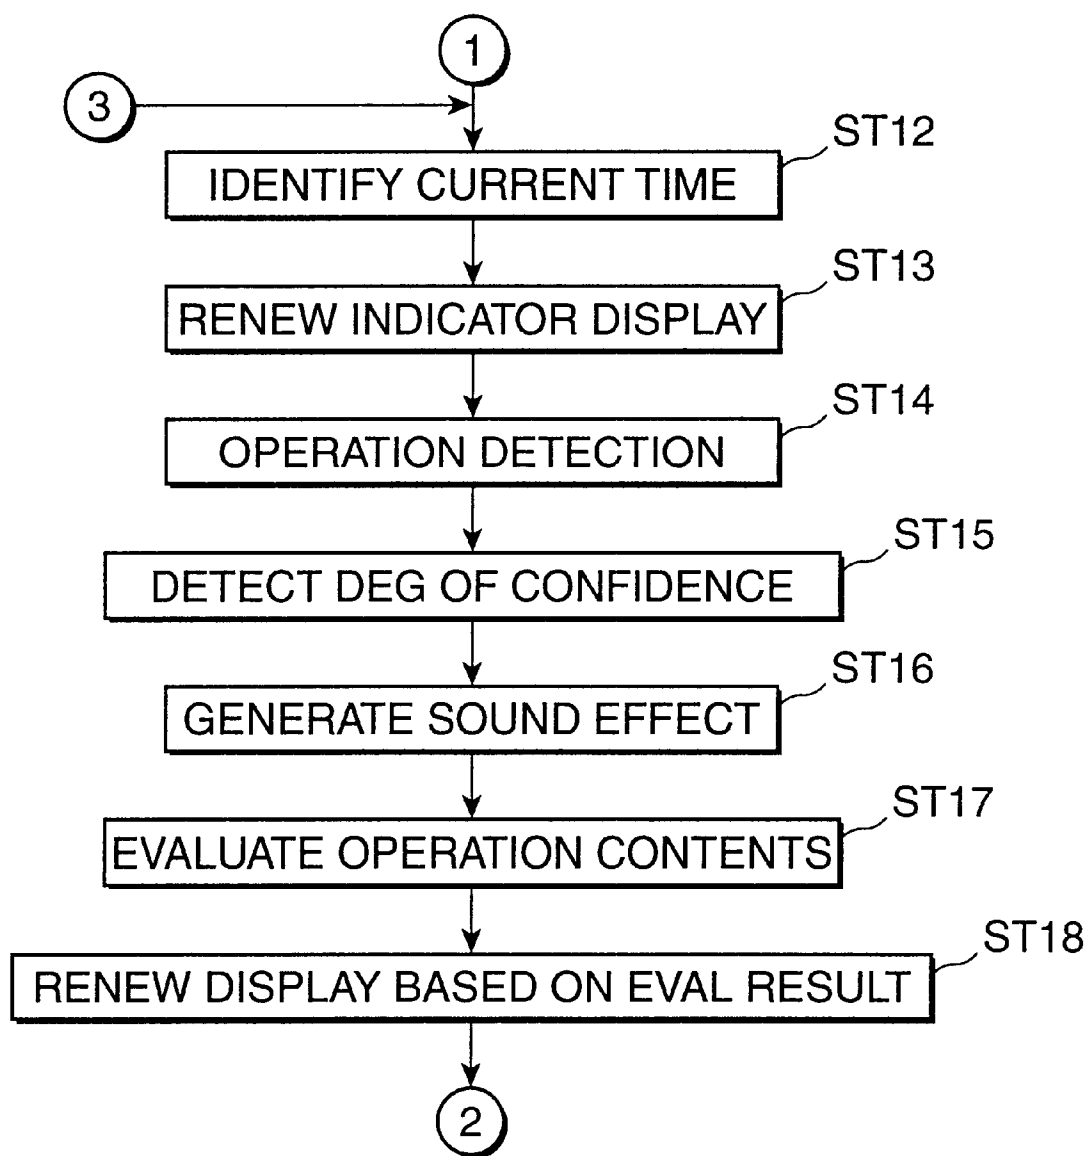 1
3
ST12
IDENTIFY CURRENT TIME
ST13
RENEW INDICATOR DISPLAY
ST14
OPERATION DETECTION
ST15
DETECT DEG OF CONFIDENCE
ST16
GENERATE SOUND EFFECT
ST17
EVALUATE OPERATION CONTENTS
ST18
RENEW DISPLAY BASED ON EVAL RESULT
2